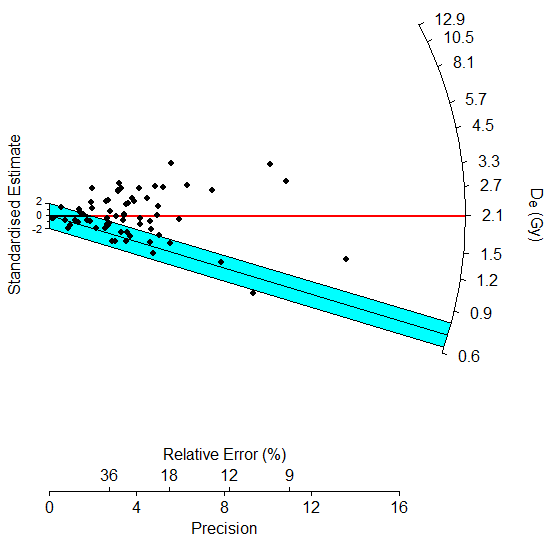 12.9
10.5
8.1
5.7
4.5
3.3
2.7
2.1
1.5
1.2
0.9
0.6
De (Gy)
Standardised Estimate
2
0
-2
Relative Error (%)
36 18 12 9
0 4 8 12 16
Precision